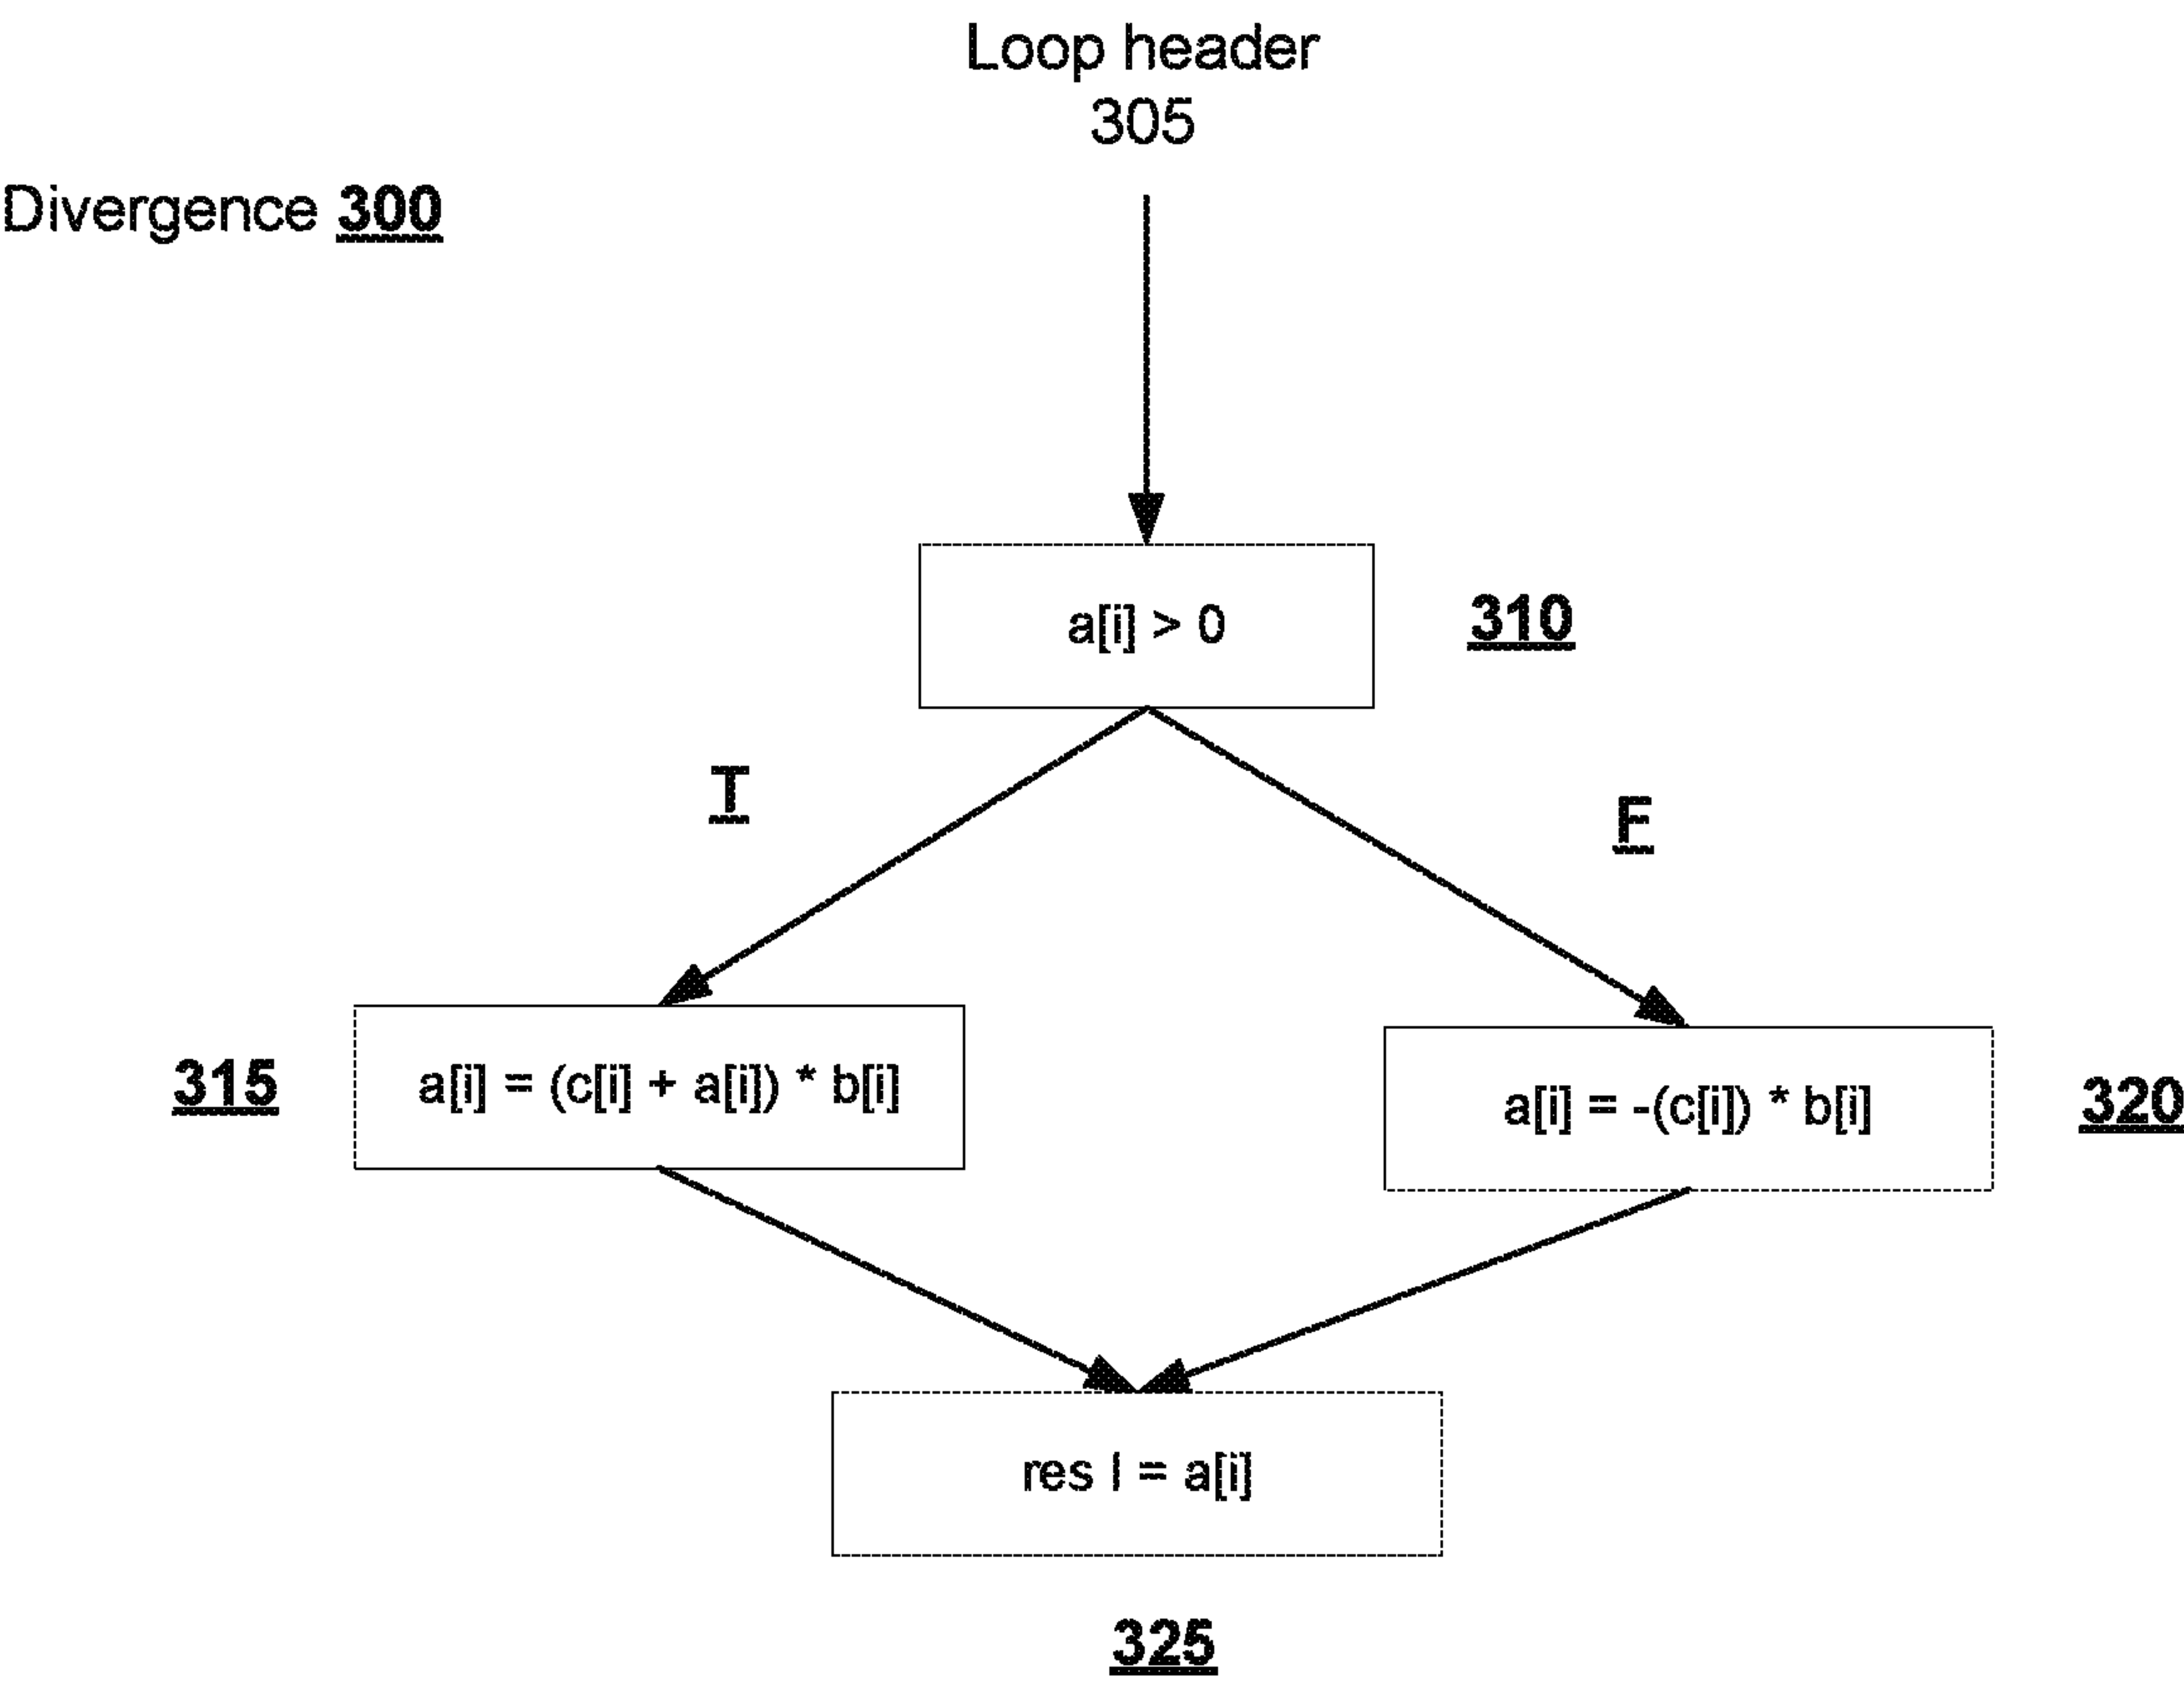 Loop header
305
Divergence 300
a[i] > 0
310
T
F
315
a[i] = (c[i] + a[i]) * b[i]
a[i] = -(c[i]) * b[i]
320
res I = a[i]
325